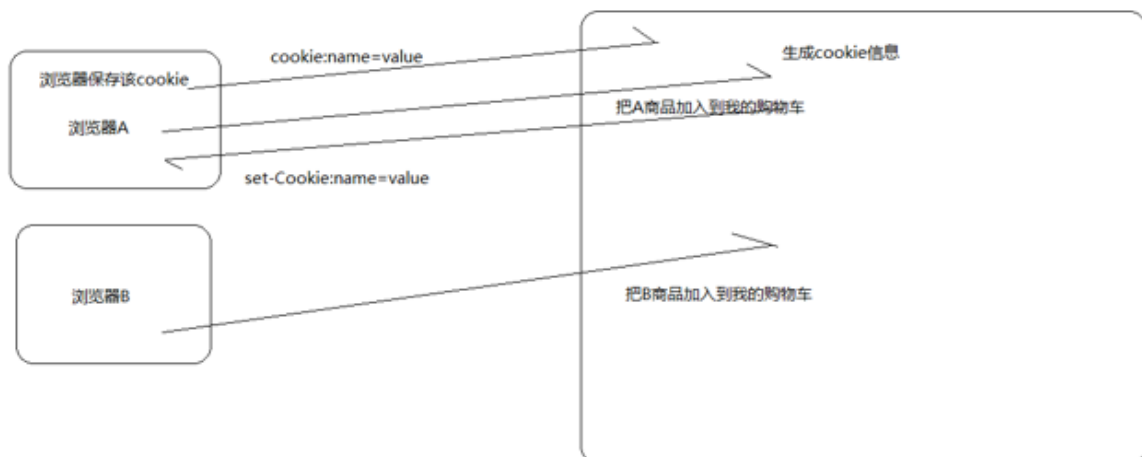 cookie:name=value
生成cookie信息
浏览器保存该cookie
把A商品加入到我的购物车
浏览器A
set-Cookie:name=value
浏览器B
把B商品加入到我的购物车